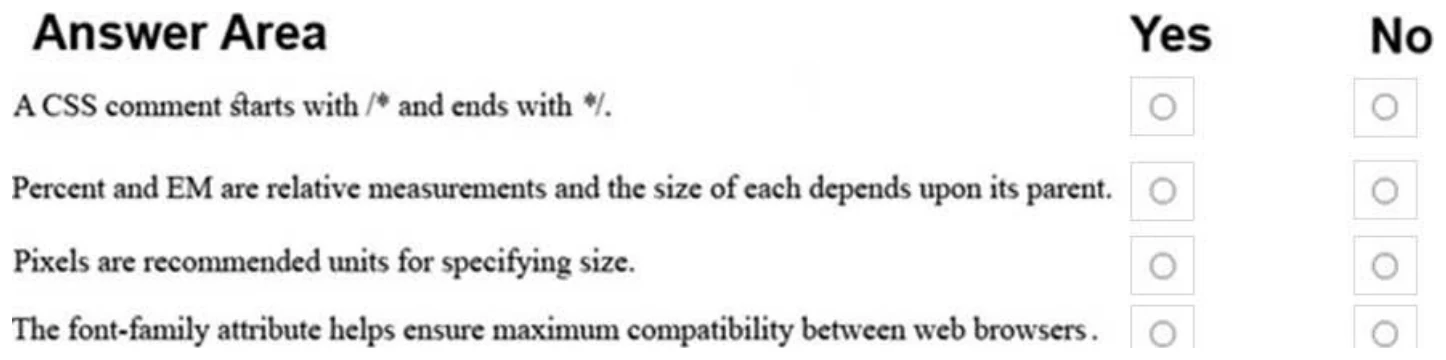 Answer Area Yes No
A CSS comment starts with /* and ends with */.
Percent and EM are relative measurements and the size of each depends upon its parent.
Pixels are recommended units for specifying size.
The font-family attribute helps ensure maximum compatibility between web browsers.